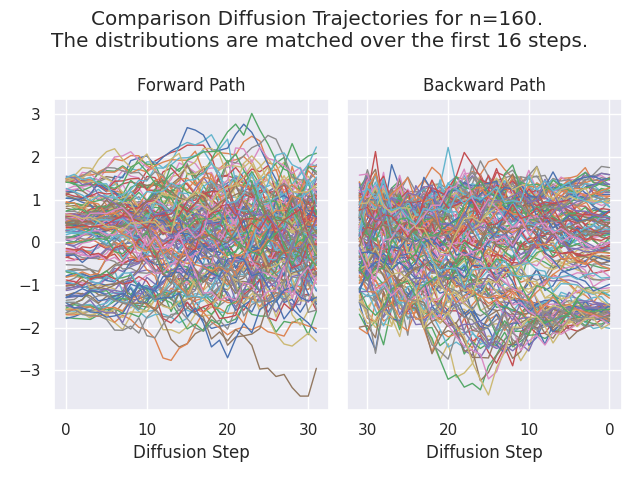 Comparison Diffusion Trajectories for n=160.
The distributions are matched over the first 16 steps.
Forward Path
Backward Path
3
2
1
0
−1
−2
−3
0 10 20 30
30 20 10 0
Diffusion Step
Diffusion Step